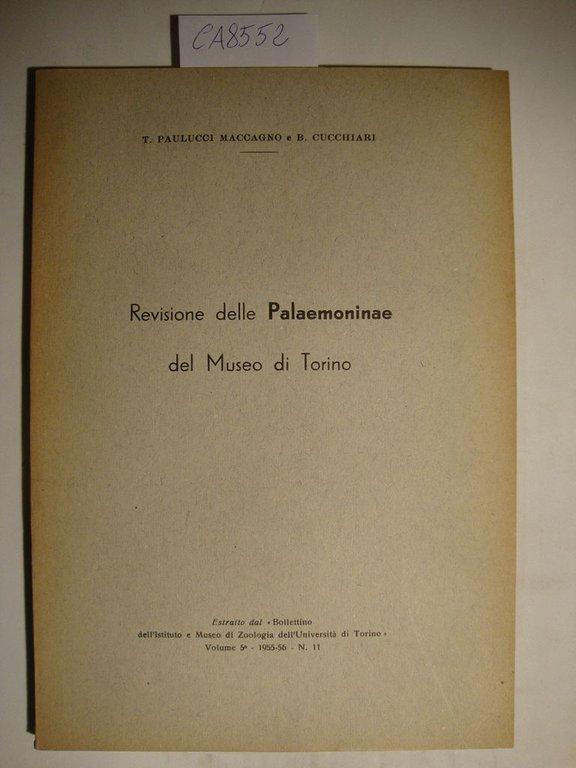 CA8552
T. PAULUCCI MACCAGNO e B. CUCCHIARI
Revisione delle Palaemoninae
del Museo di Torino
Estratto dal « Bollettino
dell'Istituto e Museo di Zoologia dell'Università di Torino »
Volume 5º - 1955-56 - N. 11